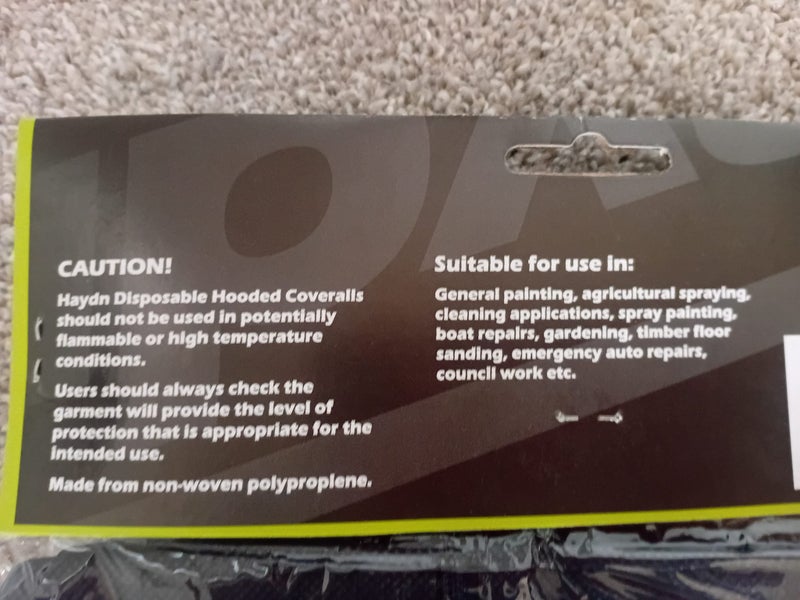 CAUTION!
Haydn Disposable Hooded Coveralls
should not be used in potentially
flammable or high temperature
conditions.
Users should always check the
garment will provide the level of
protection that is appropriate for the
intended use.
Made from non-woven polypropylene.
Suitable for use in:
General painting, agricultural spraying,
cleaning applications, spray painting,
boat repairs, gardening, timber floor
sanding, emergency auto repairs,
council work etc.